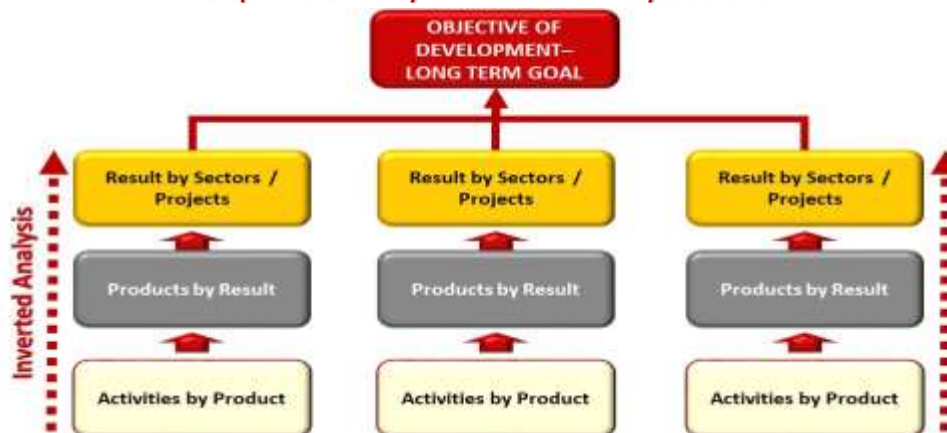 OBJECTIVE OF
DEVELOPMENT–
LONG TERM GOAL
Result by Sectors /
Projects
Result by Sectors /
Projects
Result by Sectors /
Projects
Inverted Analysis
Products by Result
Products by Result
Products by Result
Activities by Product
Activities by Product
Activities by Product